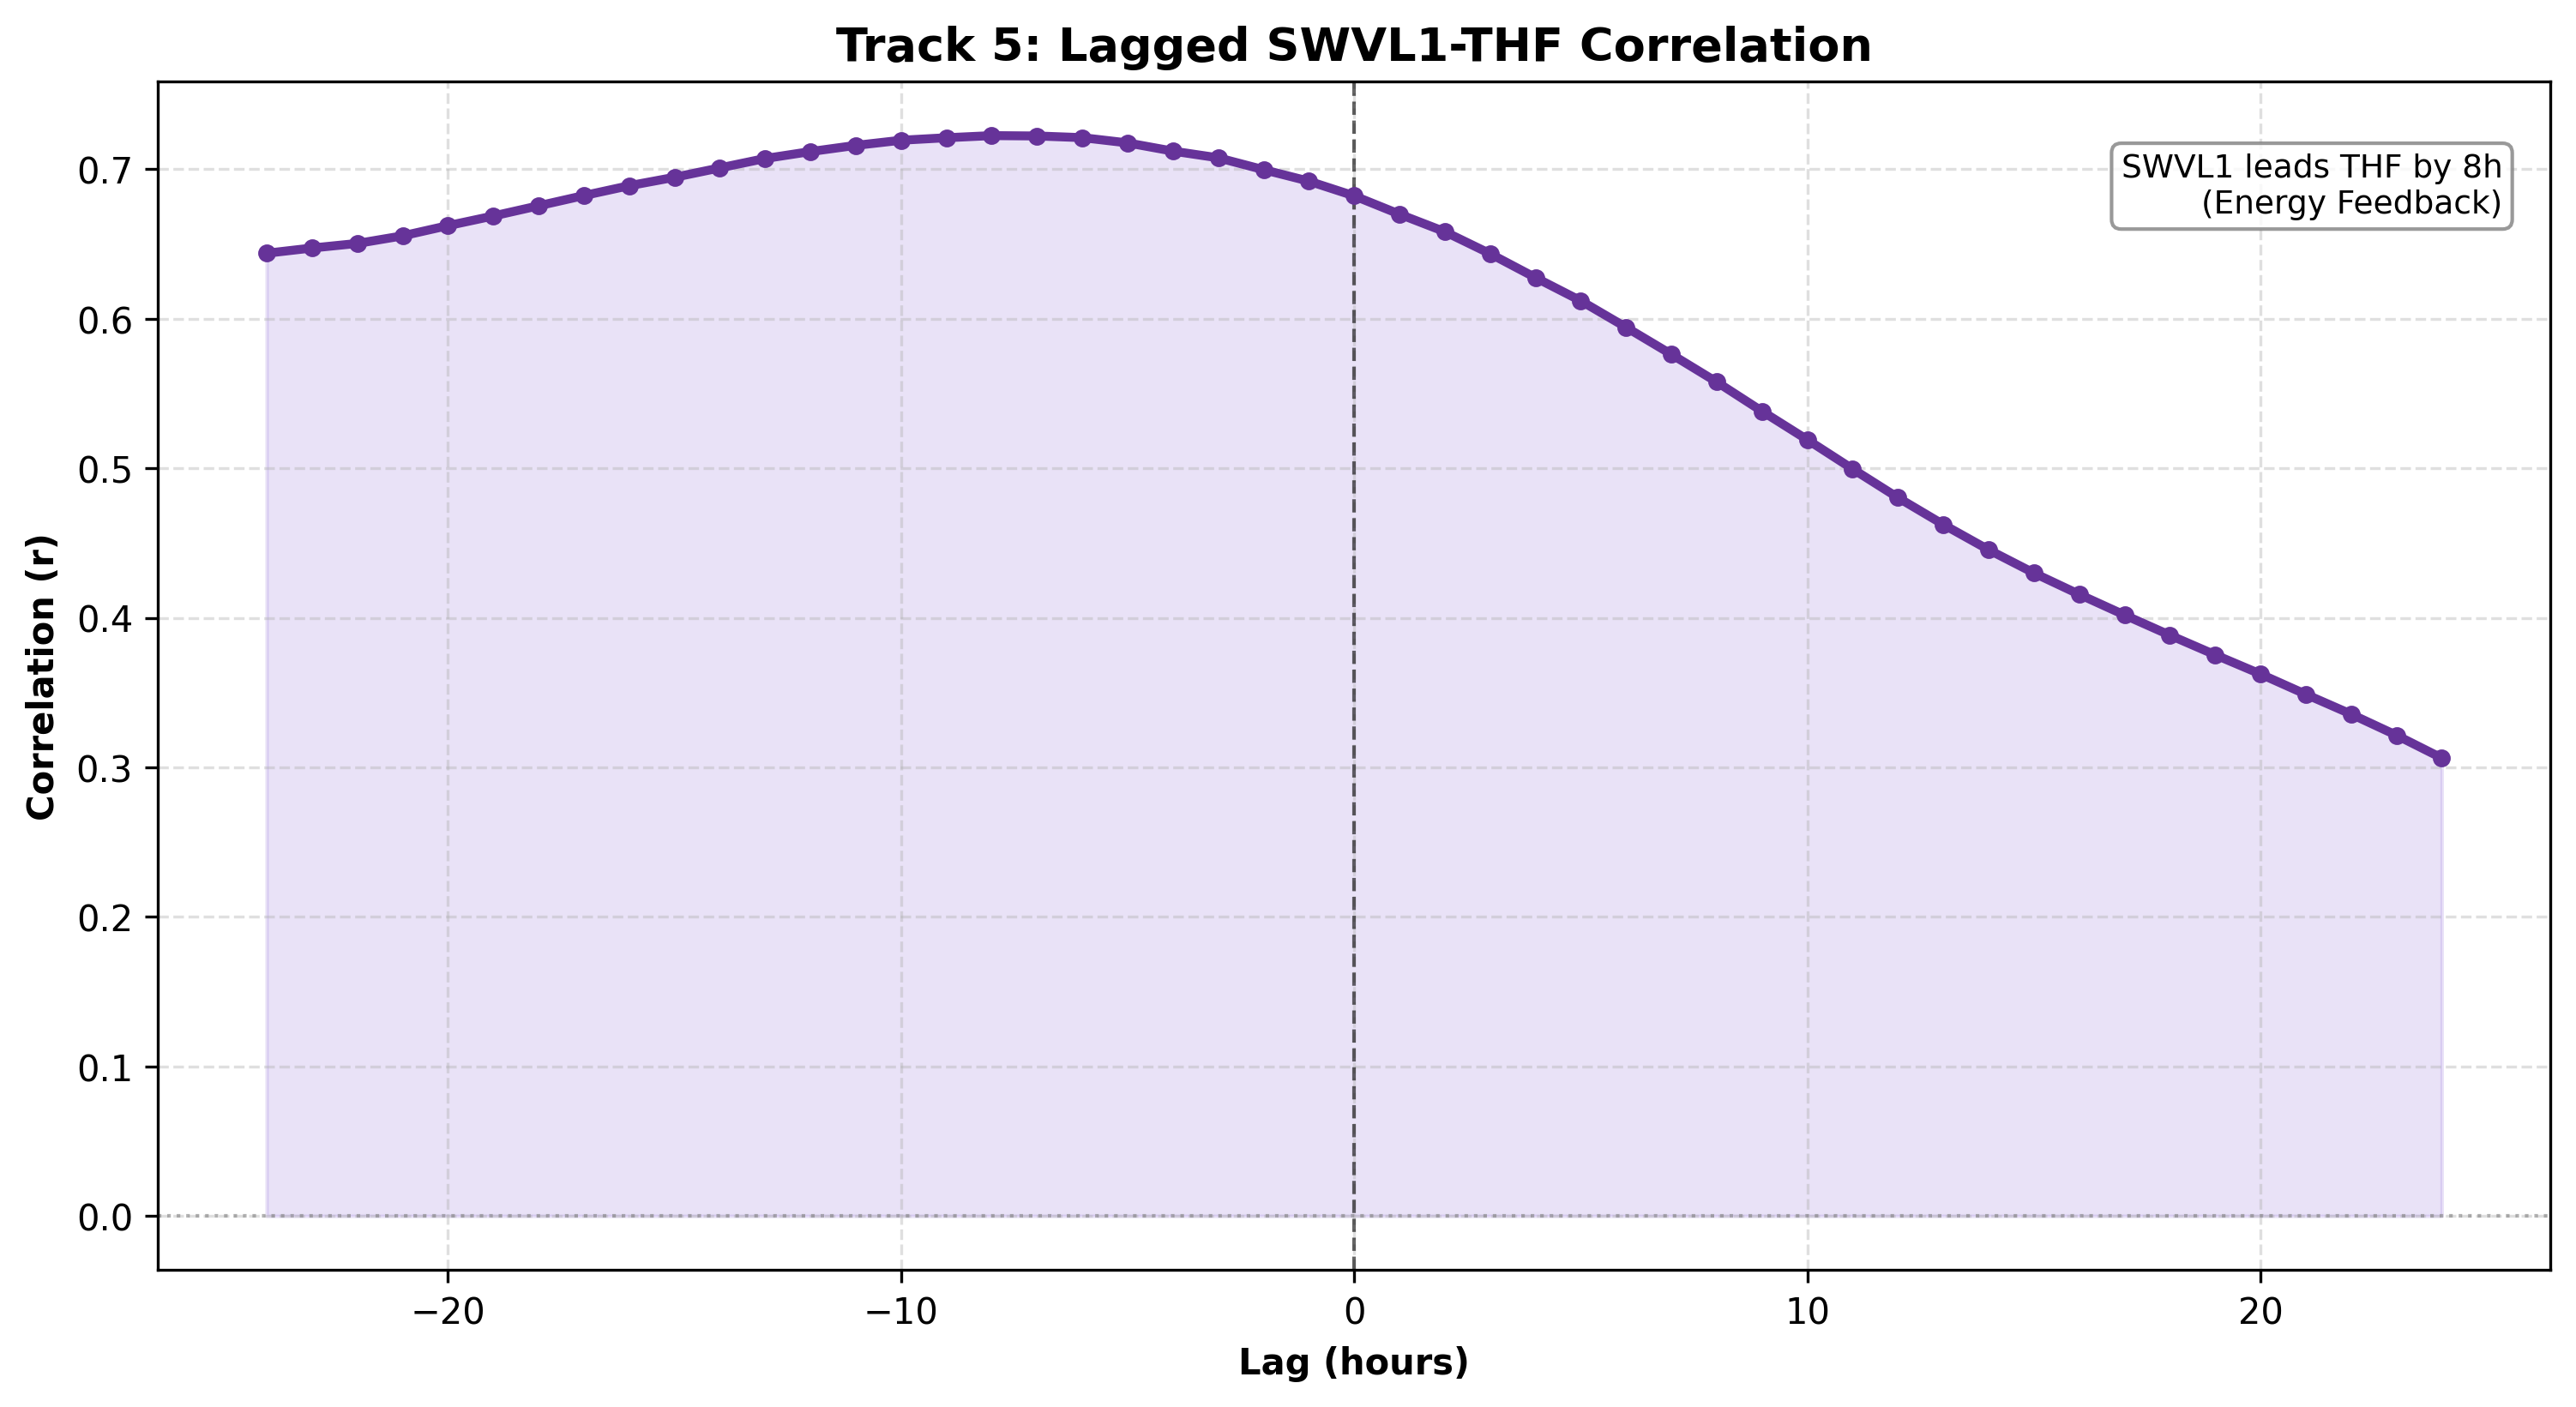 Track 5: Lagged SWVL1-THF Correlation
SWVL1 leads THF by 8h
(Energy Feedback)
Correlation (r)
0.7
0.6
0.5
0.4
0.3
0.2
0.1
0.0
−20
−10
0
10
20
Lag (hours)